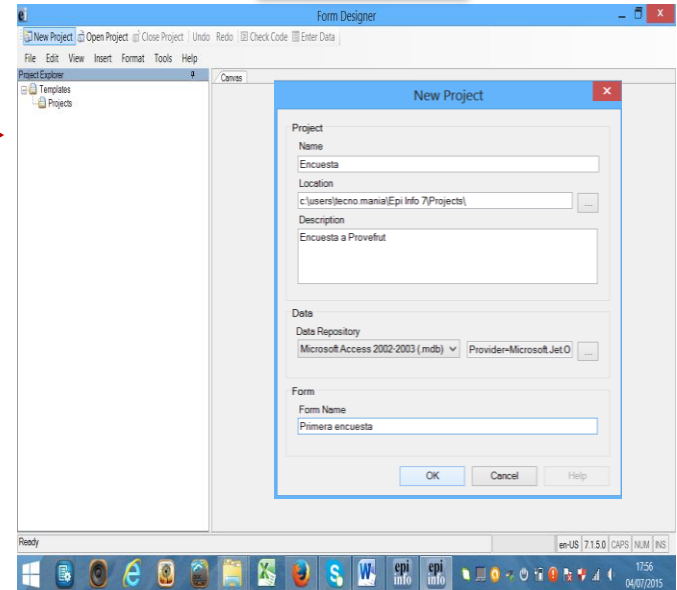 Form Designer
New Project Open Project Close Project Undo Redo Check Code Enter Data
File Edit View Insert Format Tools Help
Project Explorer
Canvas
Templates
Projects
New Project
Project
Name
Encuesta
Location
c:\users\tecno.mania\Epi Info 7\Projects\
...
Description
Encuesta a Provefrut
Data
Data Repository
Microsoft Access 2002-2003 (.mdb)
Provider=Microsoft.Jet.O
...
Form
Form Name
Primera encuesta
OK Cancel Help
Ready
en-US 7.1.5.0 CAPS NUM INS
epi info
epi info
17:56
04/07/2015